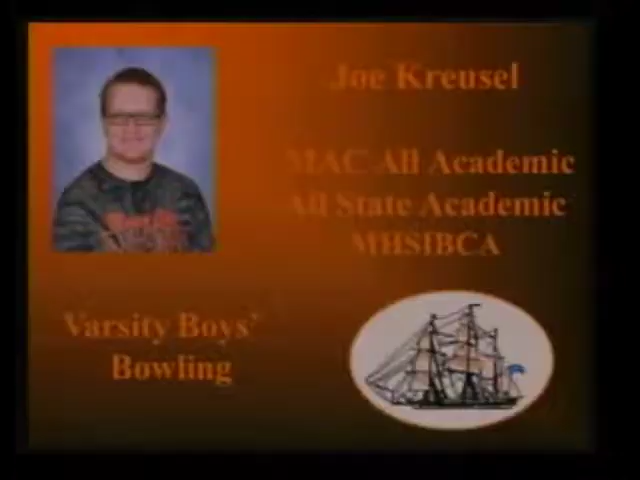 Joe Kreusel
MAC All Academic
All State Academic
MHSIBCA
Varsity Boys'
Bowling